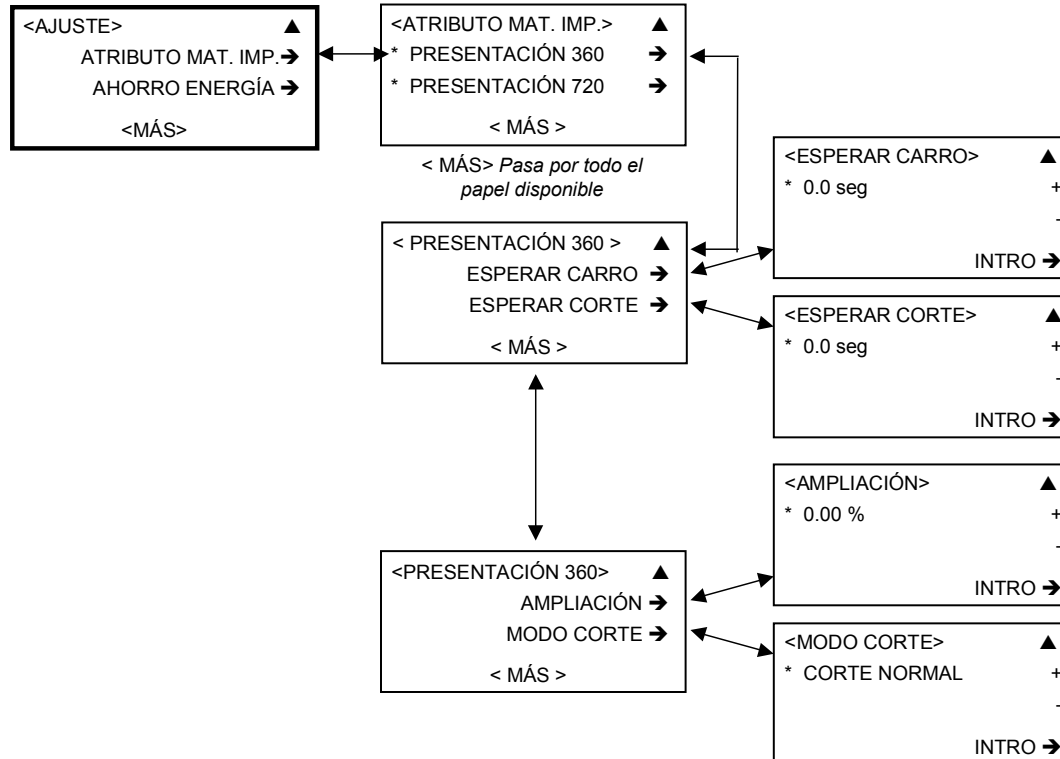 <AJUSTE> ▲
ATRIBUTO MAT. IMP.➔
AHORRO ENERGÍA ➔
<MÁS>
<ATRIBUTO MAT. IMP.> ▲
* PRESENTACIÓN 360 ➔
* PRESENTACIÓN 720 ➔
< MÁS >
< MÁS> Pasa por todo el
papel disponible
< PRESENTACIÓN 360 > ▲
ESPERAR CARRO ➔
ESPERAR CORTE ➔
< MÁS >
<ESPERAR CARRO> ▲
* 0.0 seg +
-
INTRO ➔
<ESPERAR CORTE> ▲
* 0.0 seg +
-
INTRO ➔
<PRESENTACIÓN 360> ▲
AMPLIACIÓN ➔
MODO CORTE ➔
< MÁS >
<AMPLIACIÓN> ▲
* 0.00 % +
-
INTRO ➔
<MODO CORTE> ▲
* CORTE NORMAL +
-
INTRO ➔